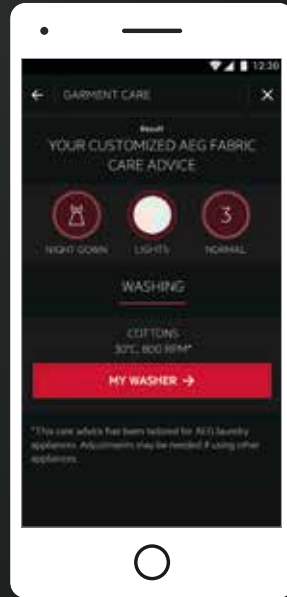 12:30
GARMENT CARE
Result
YOUR CUSTOMIZED AEG FABRIC
CARE ADVICE
3
NIGHT GOWN LIGHTS NORMAL
WASHING
COTTONS
30°C, 800 RPM*
MY WASHER →
*This care advice has been tailored for AEG laundry
appliances. Adjustments may be needed if using other
appliances.